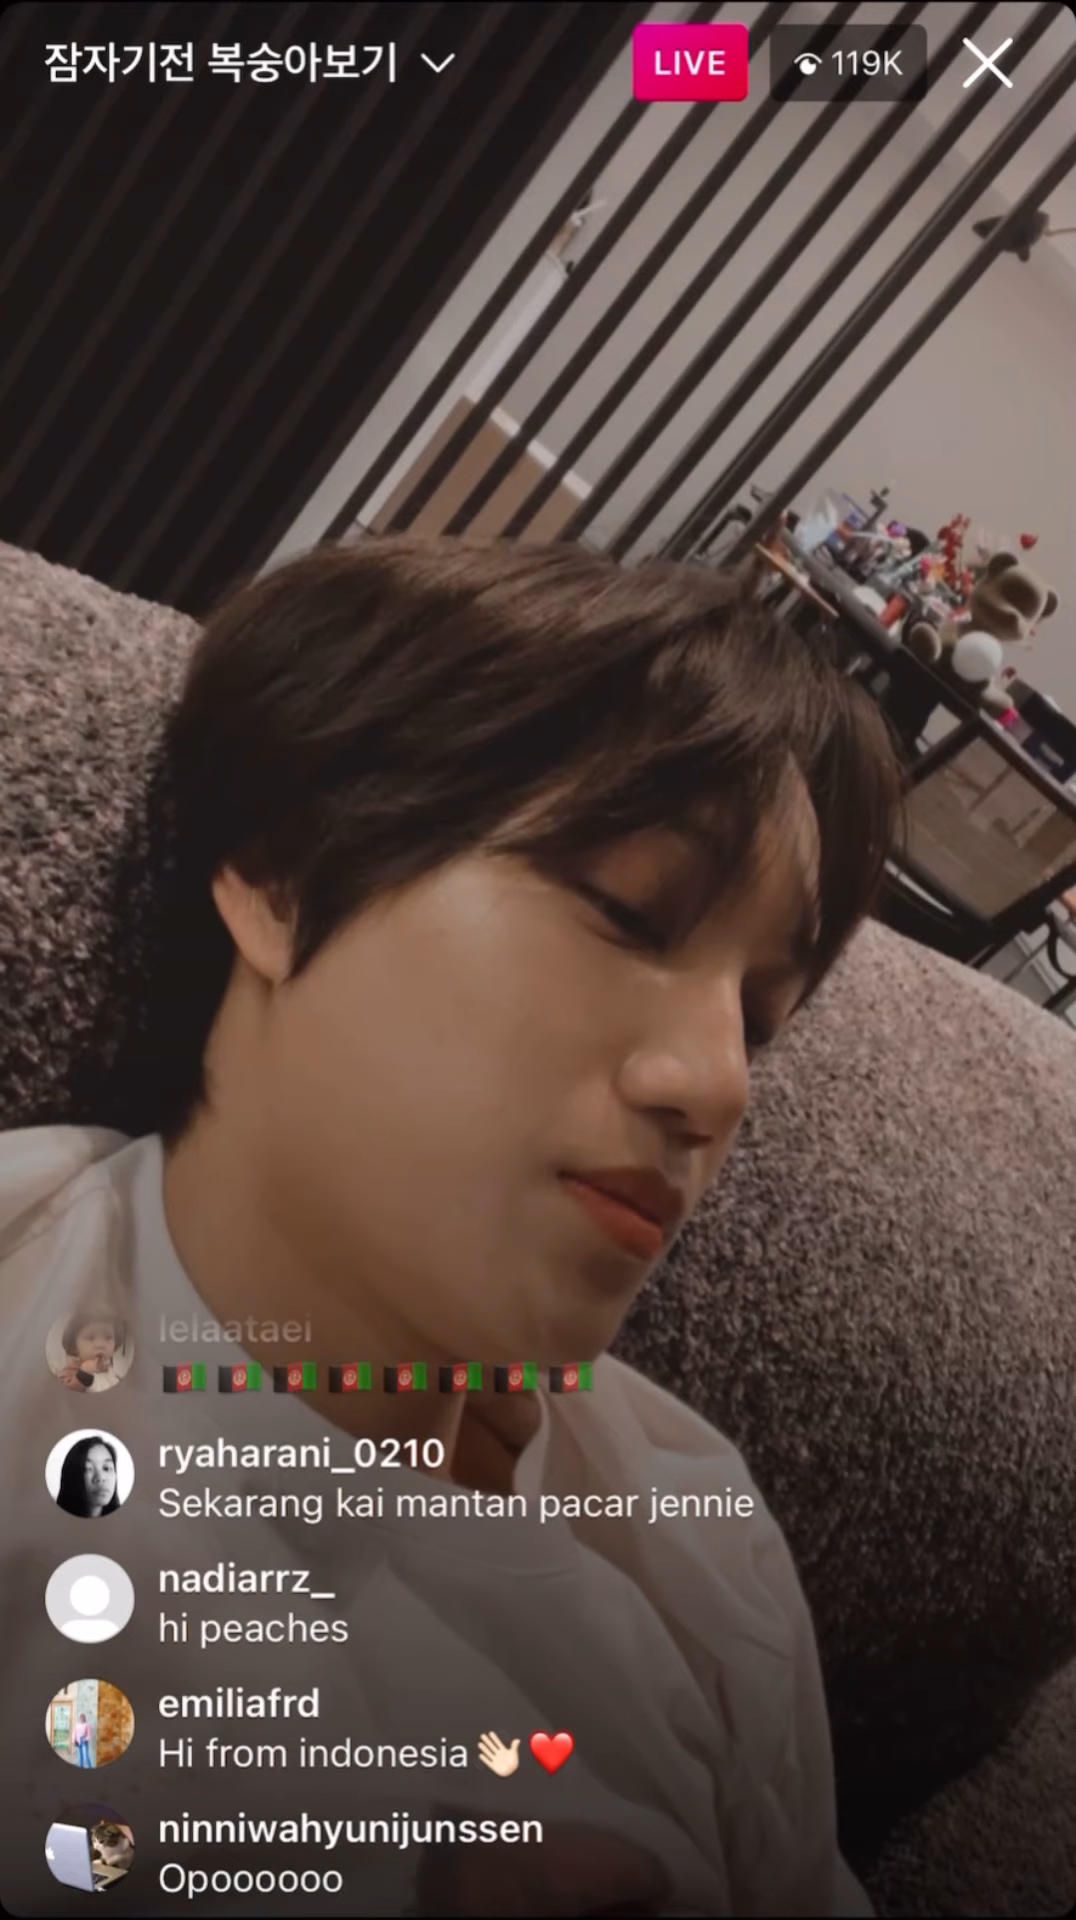 잠자기전 복숭아보기
LIVE
119K
lelaataei
🇦🇫🇦🇫🇦🇫🇦🇫🇦🇫🇦🇫🇦🇫🇦🇫
ryaharani_0210
Sekarang kai mantan pacar jennie
nadiarrz_
hi peaches
emiliafrd
Hi from indonesia👋🏻❤️
ninniwahyunijunssen
Opoooooo